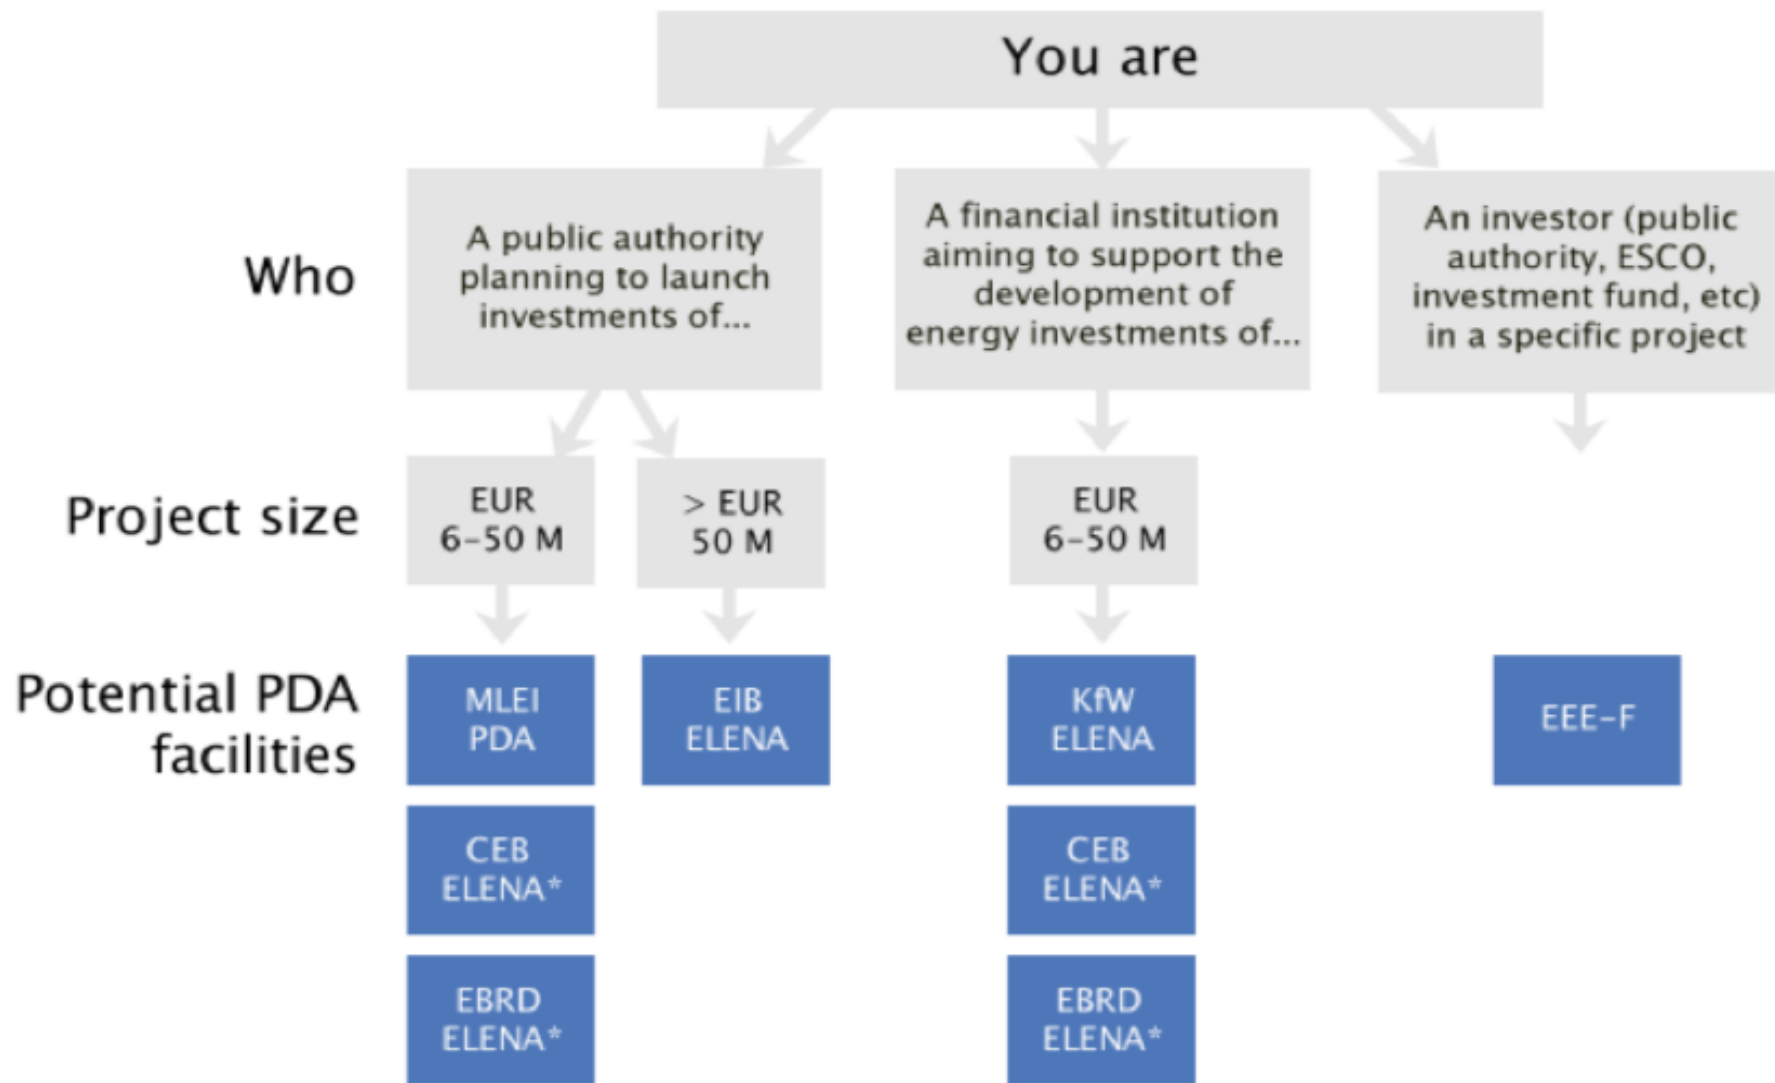 You are
Who
A public authority
planning to launch
investments of...
A financial institution
aiming to support the
development of
energy investments of...
An investor (public
authority, ESCO,
investment fund, etc)
in a specific project
Project size
EUR
6-50 M
> EUR
50 M
EUR
6-50 M
Potential PDA
facilities
MLEI
PDA
EIB
ELENA
KfW
ELENA
EEE-F
CEB
ELENA*
CEB
ELENA*
EBRD
ELENA*
EBRD
ELENA*